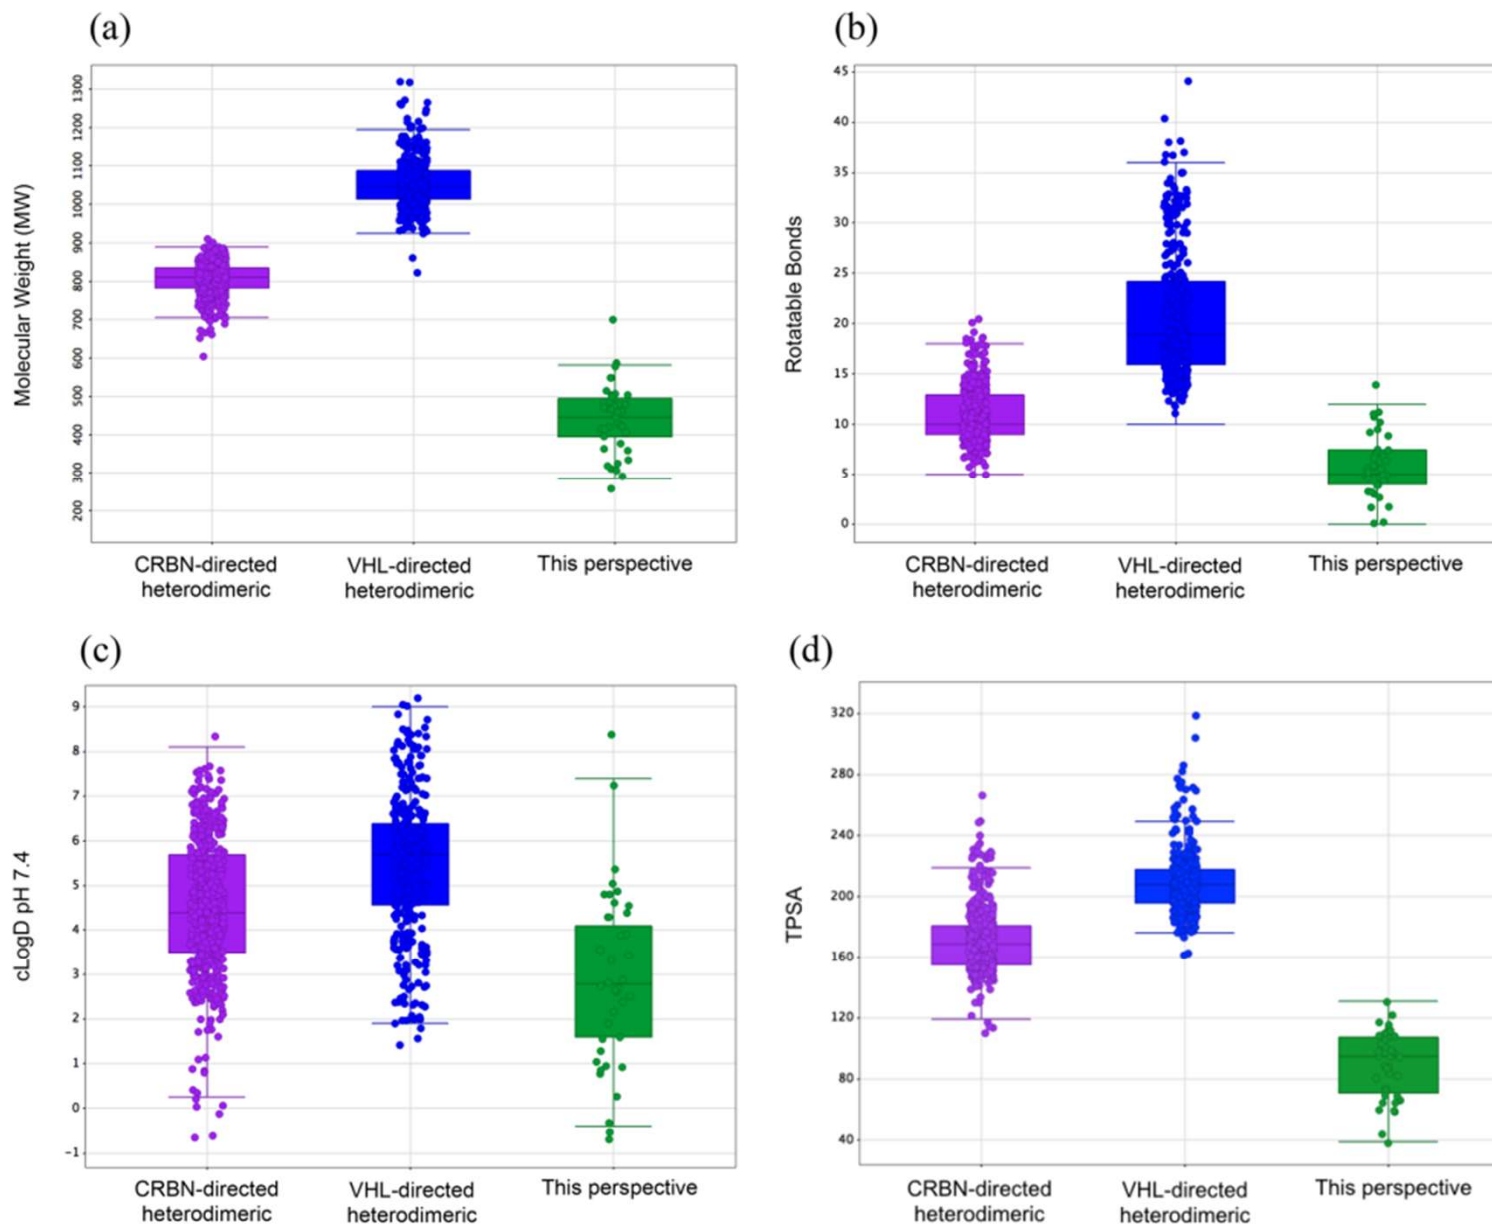 (a)
Molecular Weight (MW)
1300
1200
1100
1000
900
800
700
600
500
400
300
200
CRBN-directed
heterodimeric
VHL-directed
heterodimeric
This perspective
(b)
Rotatable Bonds
45
40
35
30
25
20
15
10
5
0
CRBN-directed
heterodimeric
VHL-directed
heterodimeric
This perspective
(c)
cLogD pH 7.4
9
8
7
6
5
4
3
2
1
0
-1
CRBN-directed
heterodimeric
VHL-directed
heterodimeric
This perspective
(d)
TPSA
320
280
240
200
160
120
80
40
CRBN-directed
heterodimeric
VHL-directed
heterodimeric
This perspective